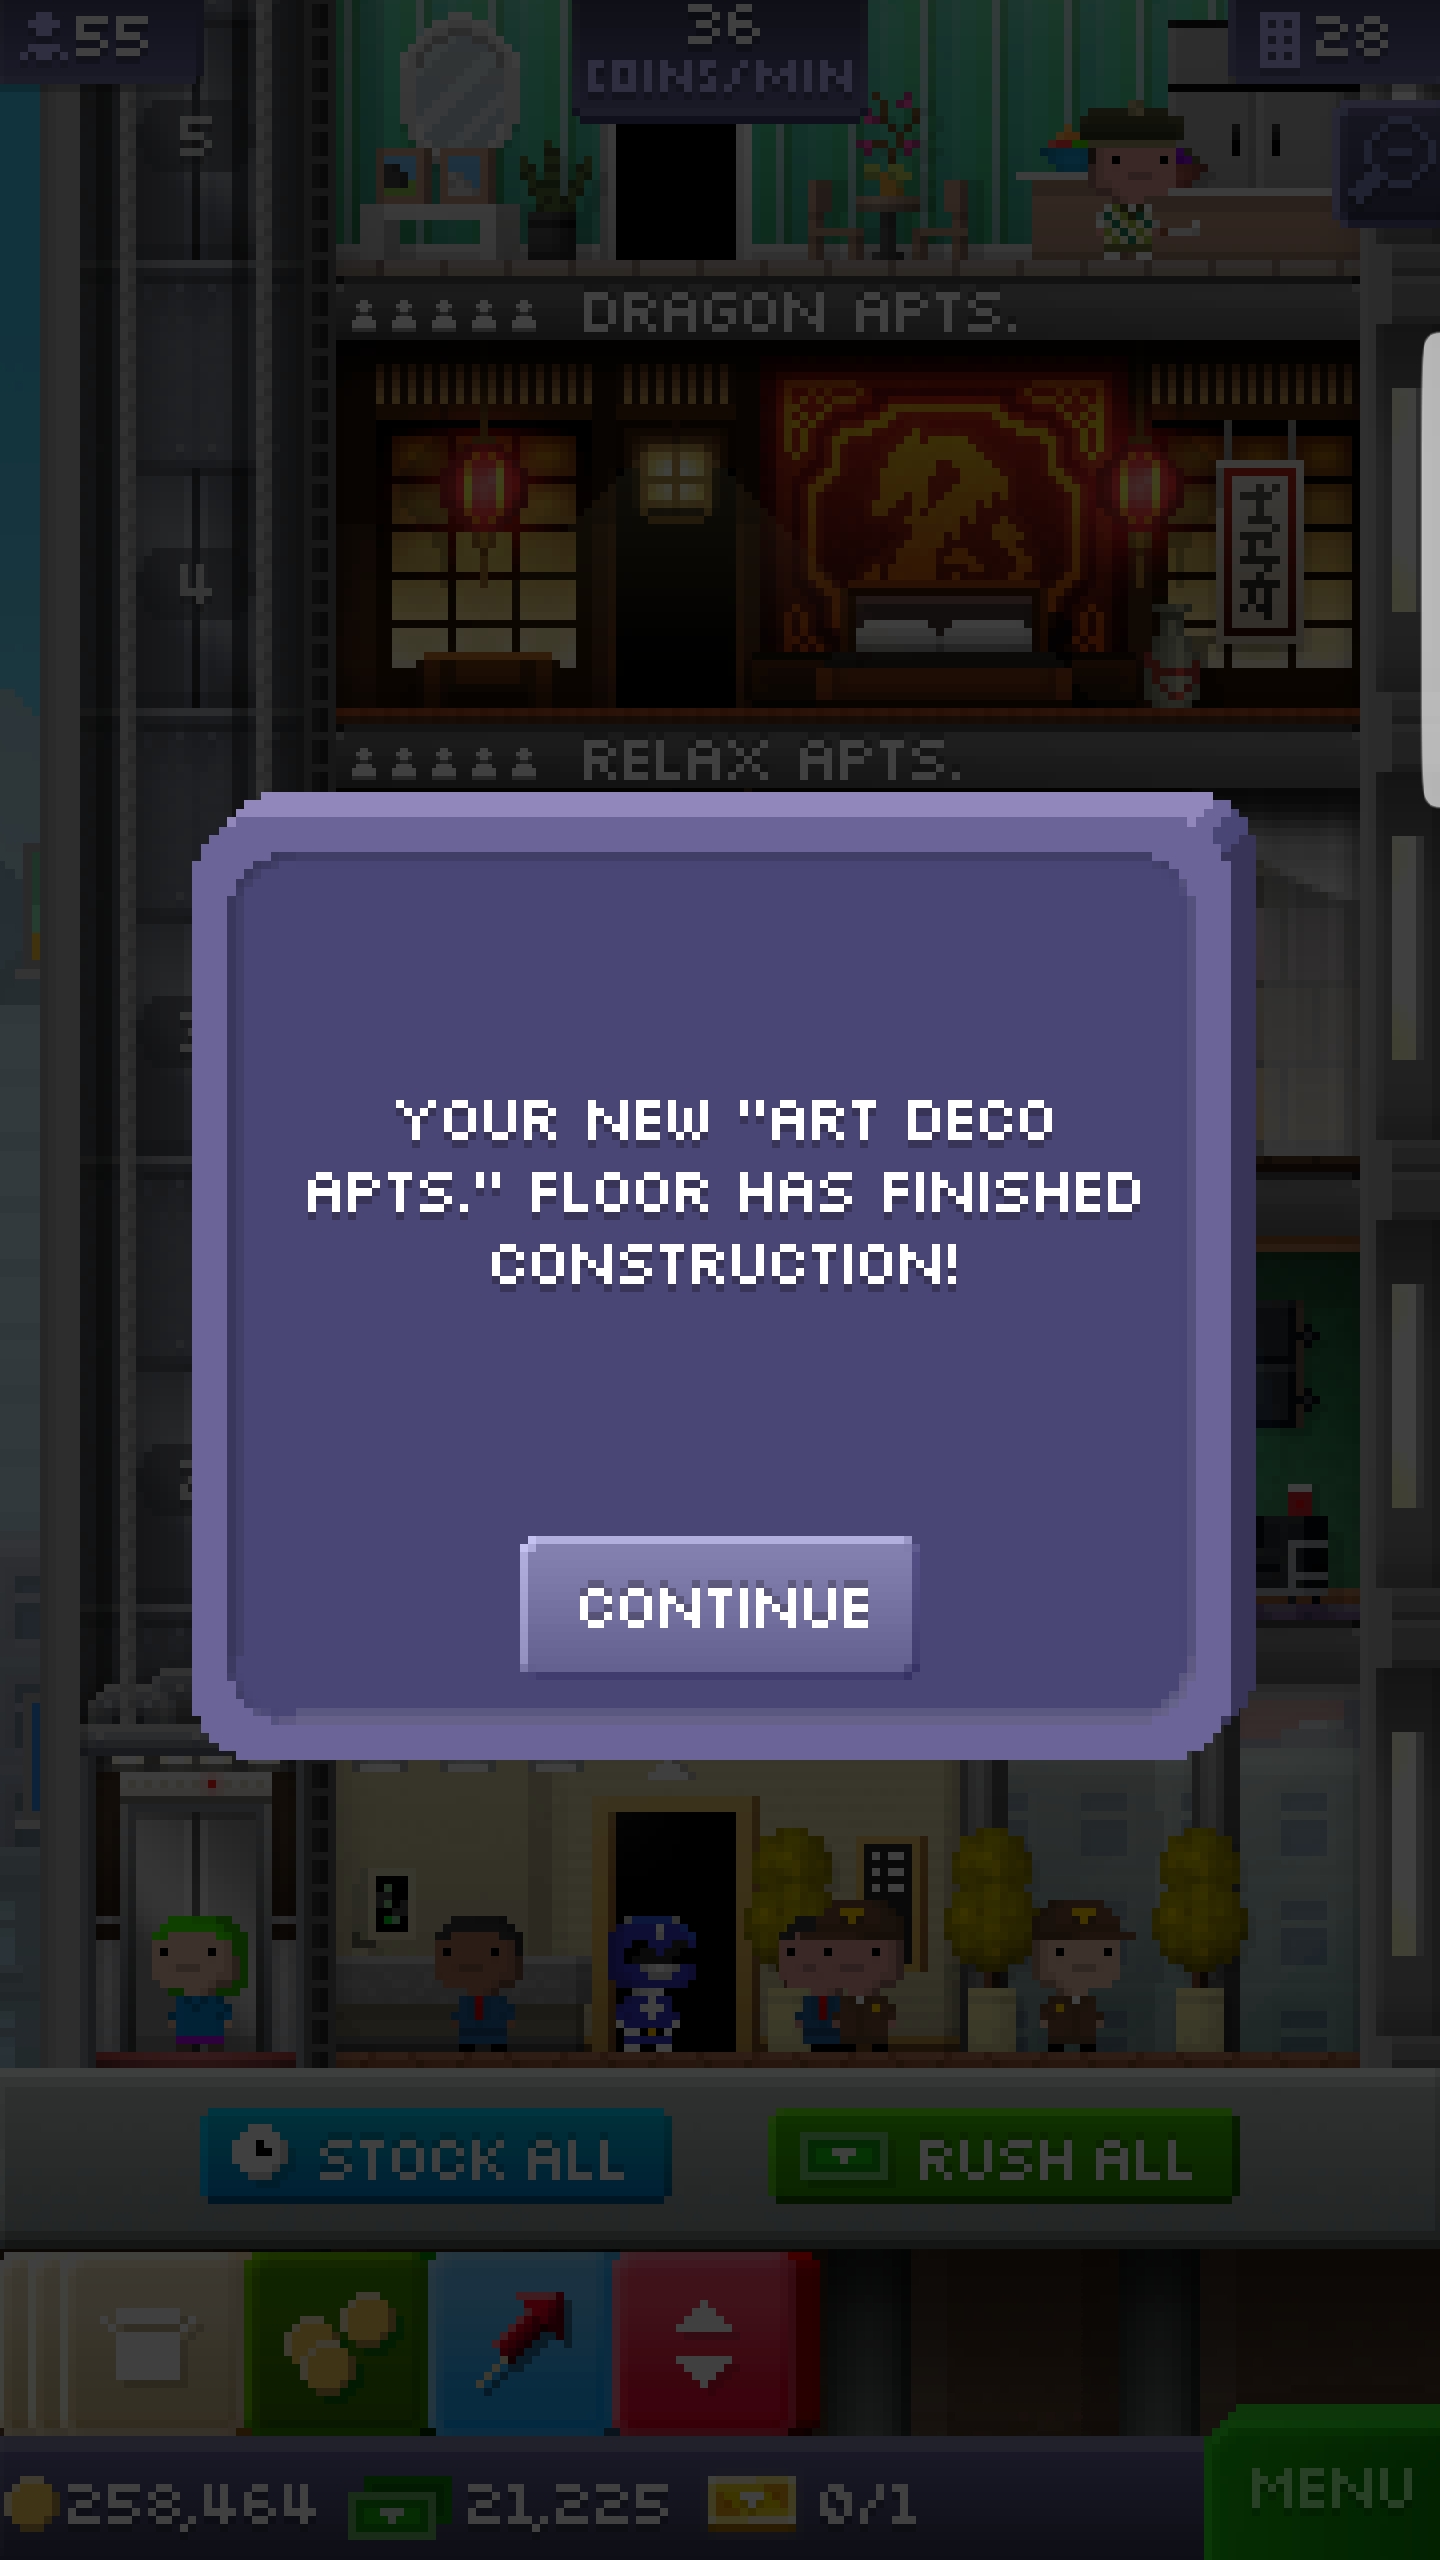 55
36
COINS/MIN
28
5
DRAGON APTS.
4
RELAX APTS.
YOUR NEW "ART DECO
APTS." FLOOR HAS FINISHED
CONSTRUCTION!
CONTINUE
STOCK ALL
RUSH ALL
258,464
21,225
0/1
MENU